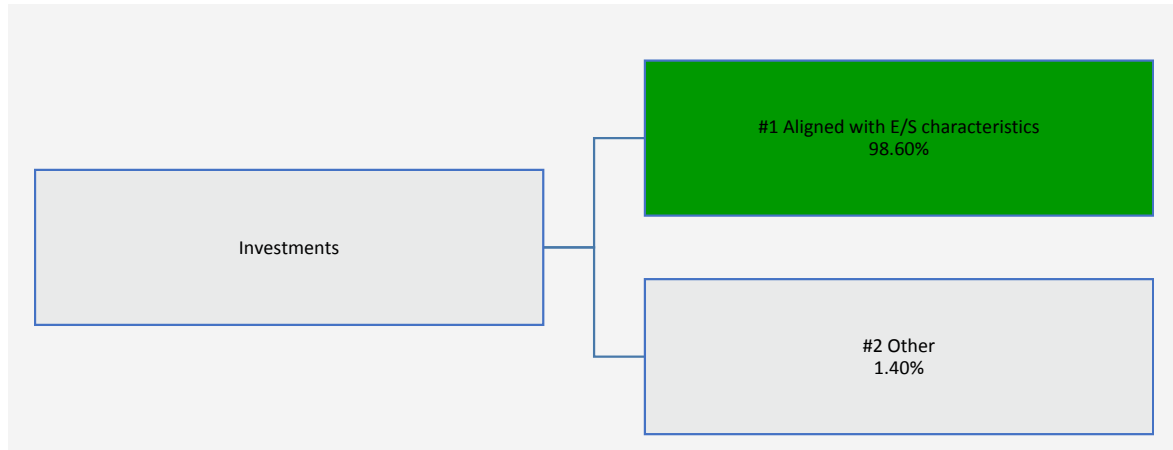 #1 Aligned with E/S characteristics
98.60%
Investments
#2 Other
1.40%